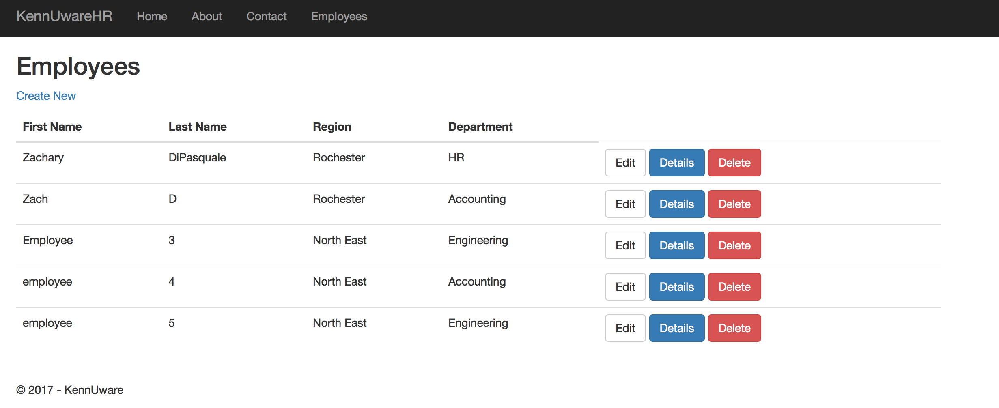 KennUwareHR Home About Contact Employees
Employees
Create New
First Name Last Name Region Department
Zachary DiPasquale Rochester HR Edit Details Delete
Zach D Rochester Accounting Edit Details Delete
Employee 3 North East Engineering Edit Details Delete
employee 4 North East Accounting Edit Details Delete
employee 5 North East Engineering Edit Details Delete
© 2017 - KennUware